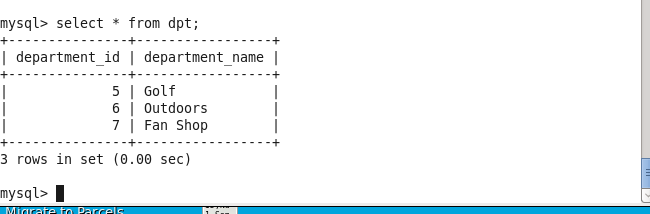 mysql> select * from dpt;
+---------------+-----------------+
| department_id | department_name |
+---------------+-----------------+
|             5 | Golf            |
|             6 | Outdoors        |
|             7 | Fan Shop        |
+---------------+-----------------+
3 rows in set (0.00 sec)
mysql>
Migrate to Parcels